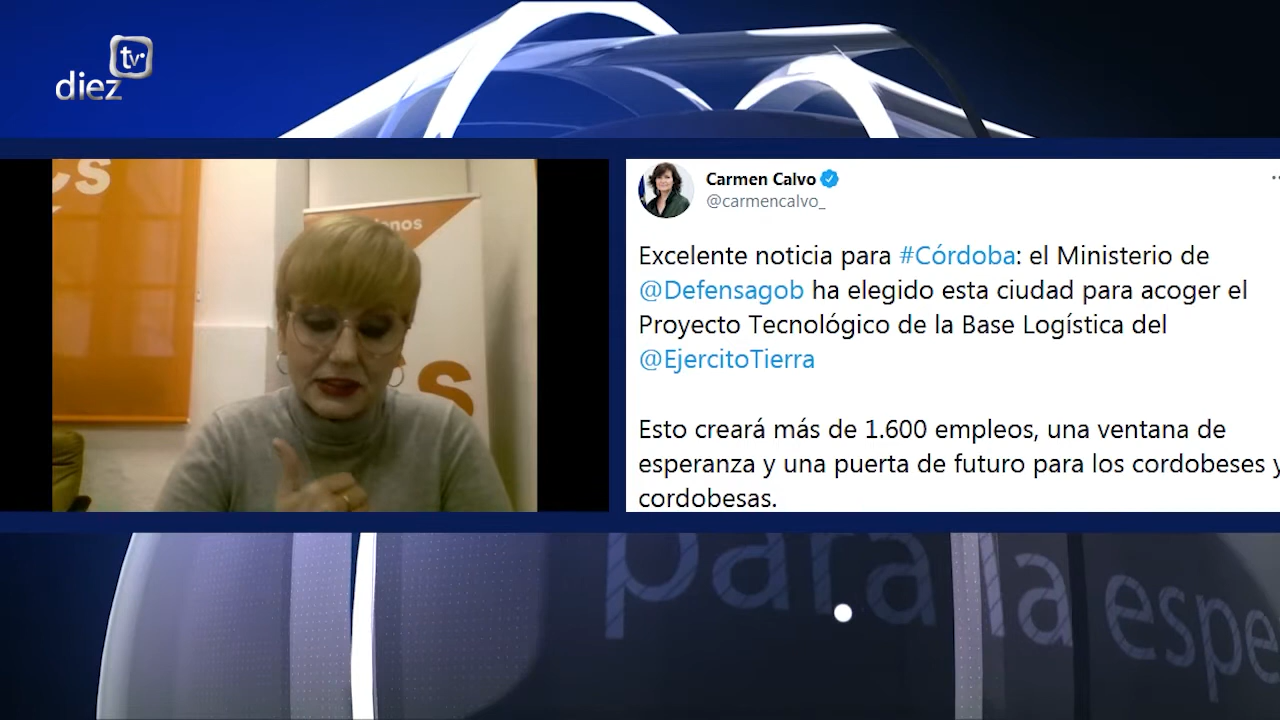 tv
diez
Cs
Carmen Calvo
@carmencalvo_
Excelente noticia para #Córdoba: el Ministerio de
@Defensagob ha elegido esta ciudad para acoger el
Proyecto Tecnológico de la Base Logística del
@EjercitoTierra
Esto creará más de 1.600 empleos, una ventana de
esperanza y una puerta de futuro para los cordobeses y
cordobesas.
para la espe